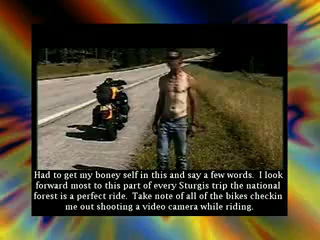 Had to get my boney self in this and say a few words.  I look
forward most to this part of every Sturgis trip the national
forest is a perfect ride.  Take note of all of the bikes checkin
me out shooting a video camera while riding.